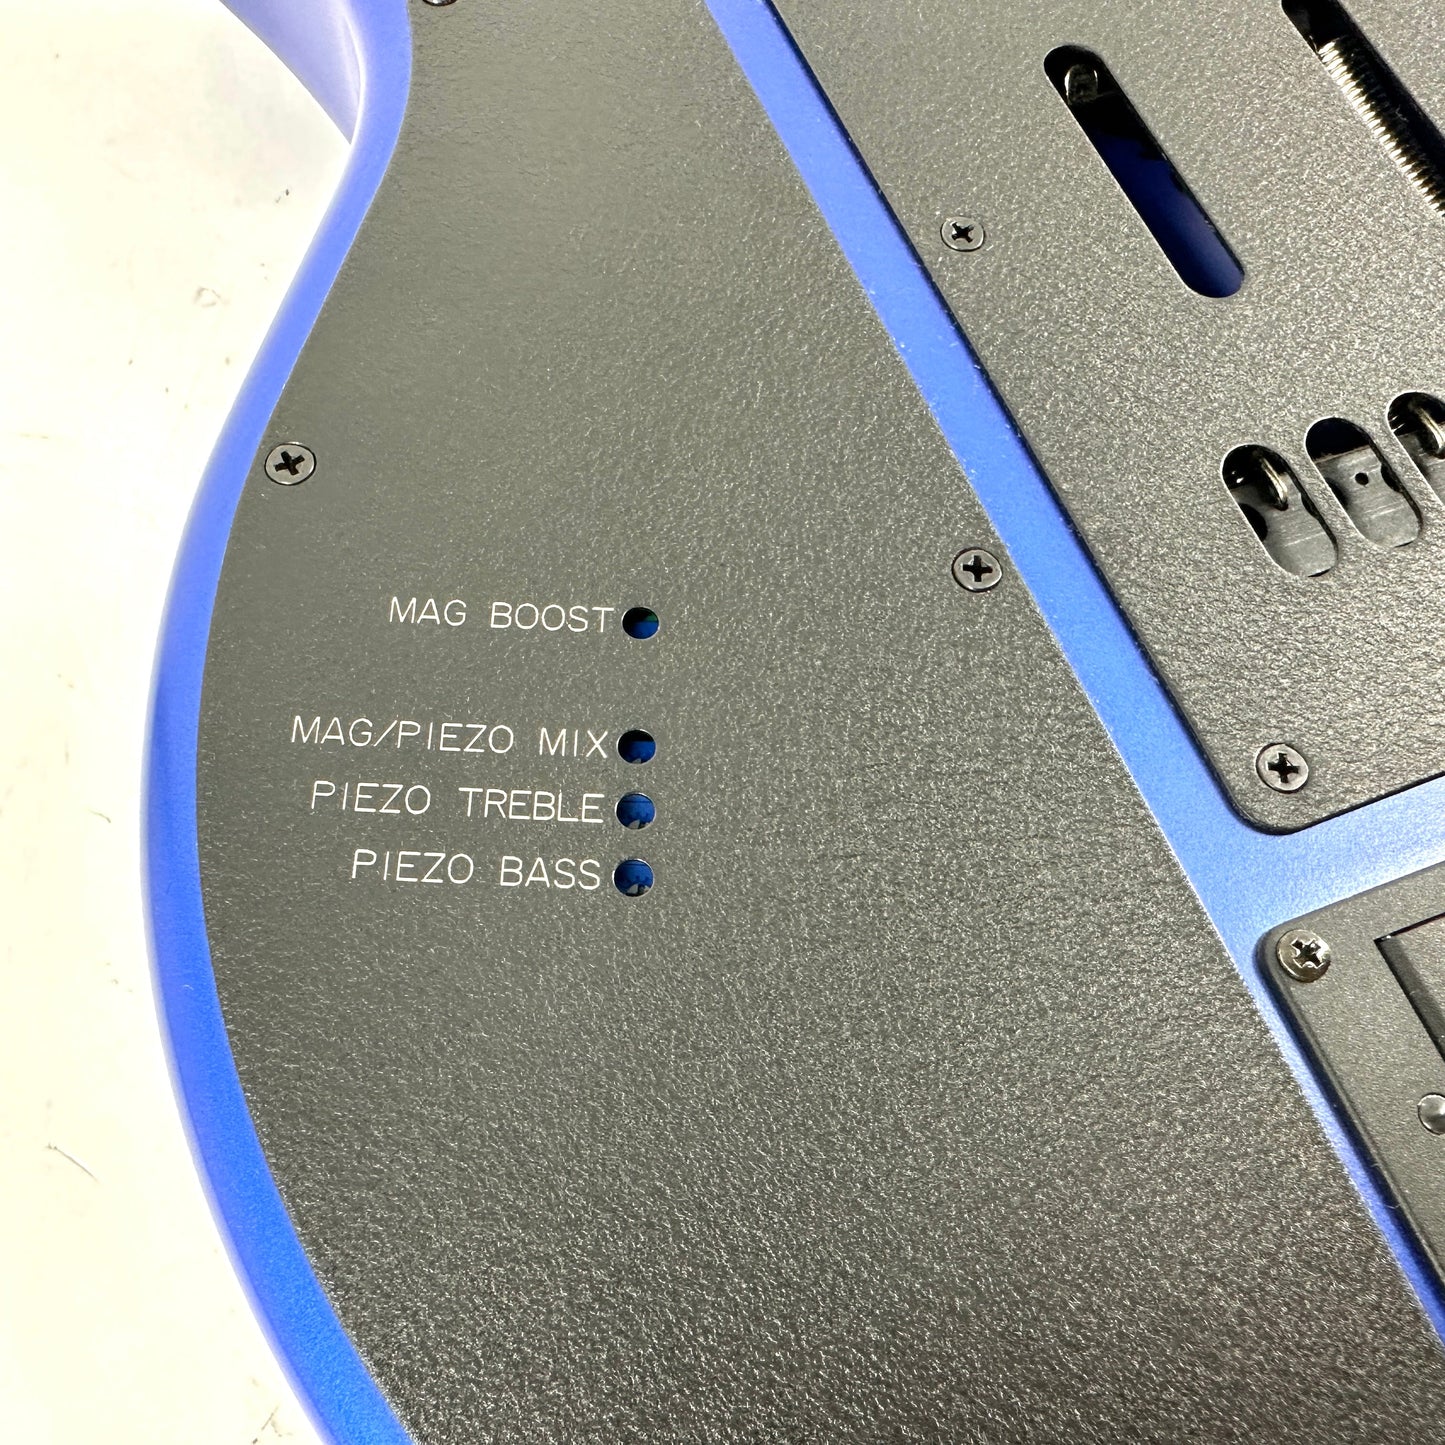 MAG BOOST
MAG/PIEZO MIX
PIEZO TREBLE
PIEZO BASS